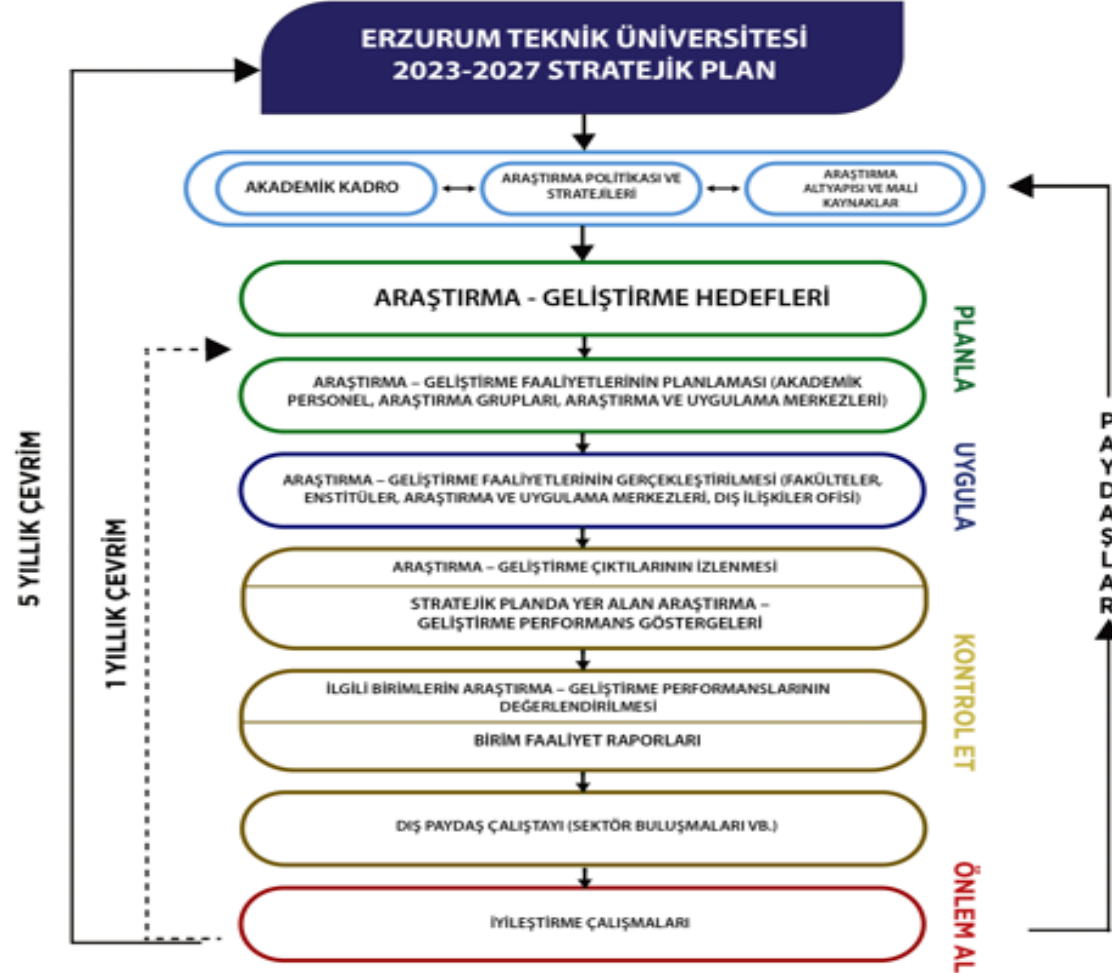 ERZURUM TEKNİK ÜNİVERSİTESİ
2023-2027 STRATEJİK PLAN
AKADEMİK KADRO
ARAŞTIRMA POLİTİKASI VE
STRATEJİLERİ
ARAŞTIRMA
ALTYAPISI VE MALİ
KAYNAKLAR
ARAŞTIRMA - GELİŞTİRME HEDEFLERİ
ARAŞTIRMA – GELİŞTİRME FAALİYETLERİNİN PLANLAMASI (AKADEMİK
PERSONEL, ARAŞTIRMA GRUPLARI, ARAŞTIRMA VE UYGULAMA MERKEZLERİ)
PLANLA
ARAŞTIRMA – GELİŞTİRME FAALİYETLERİNİN GERÇEKLEŞTİRİLMESİ (FAKÜLTELER,
ENSTİTÜLER, ARAŞTIRMA VE UYGULAMA MERKEZLERİ, DIŞ İLİŞKİLER OFİSİ)
UYGULA
ARAŞTIRMA – GELİŞTİRME ÇIKTILARININ İZLENMESİ
STRATEJİK PLANDA YER ALAN ARAŞTIRMA –
GELİŞTİRME PERFORMANS GÖSTERGELERİ
İLGİLİ BİRİMLERİN ARAŞTIRMA – GELİŞTİRME PERFORMANSLARININ
DEĞERLENDİRİLMESİ
BİRİM FAALİYET RAPORLARI
DIŞ PAYDAŞ ÇALIŞTAYI (SEKTÖR BULUŞMALARI VB.)
KONTROL ET
İYİLEŞTİRME ÇALIŞMALARI
ÖNLEM AL
5 YILLIK ÇEVRİM
1 YILLIK ÇEVRİM
PAYDAŞLAR